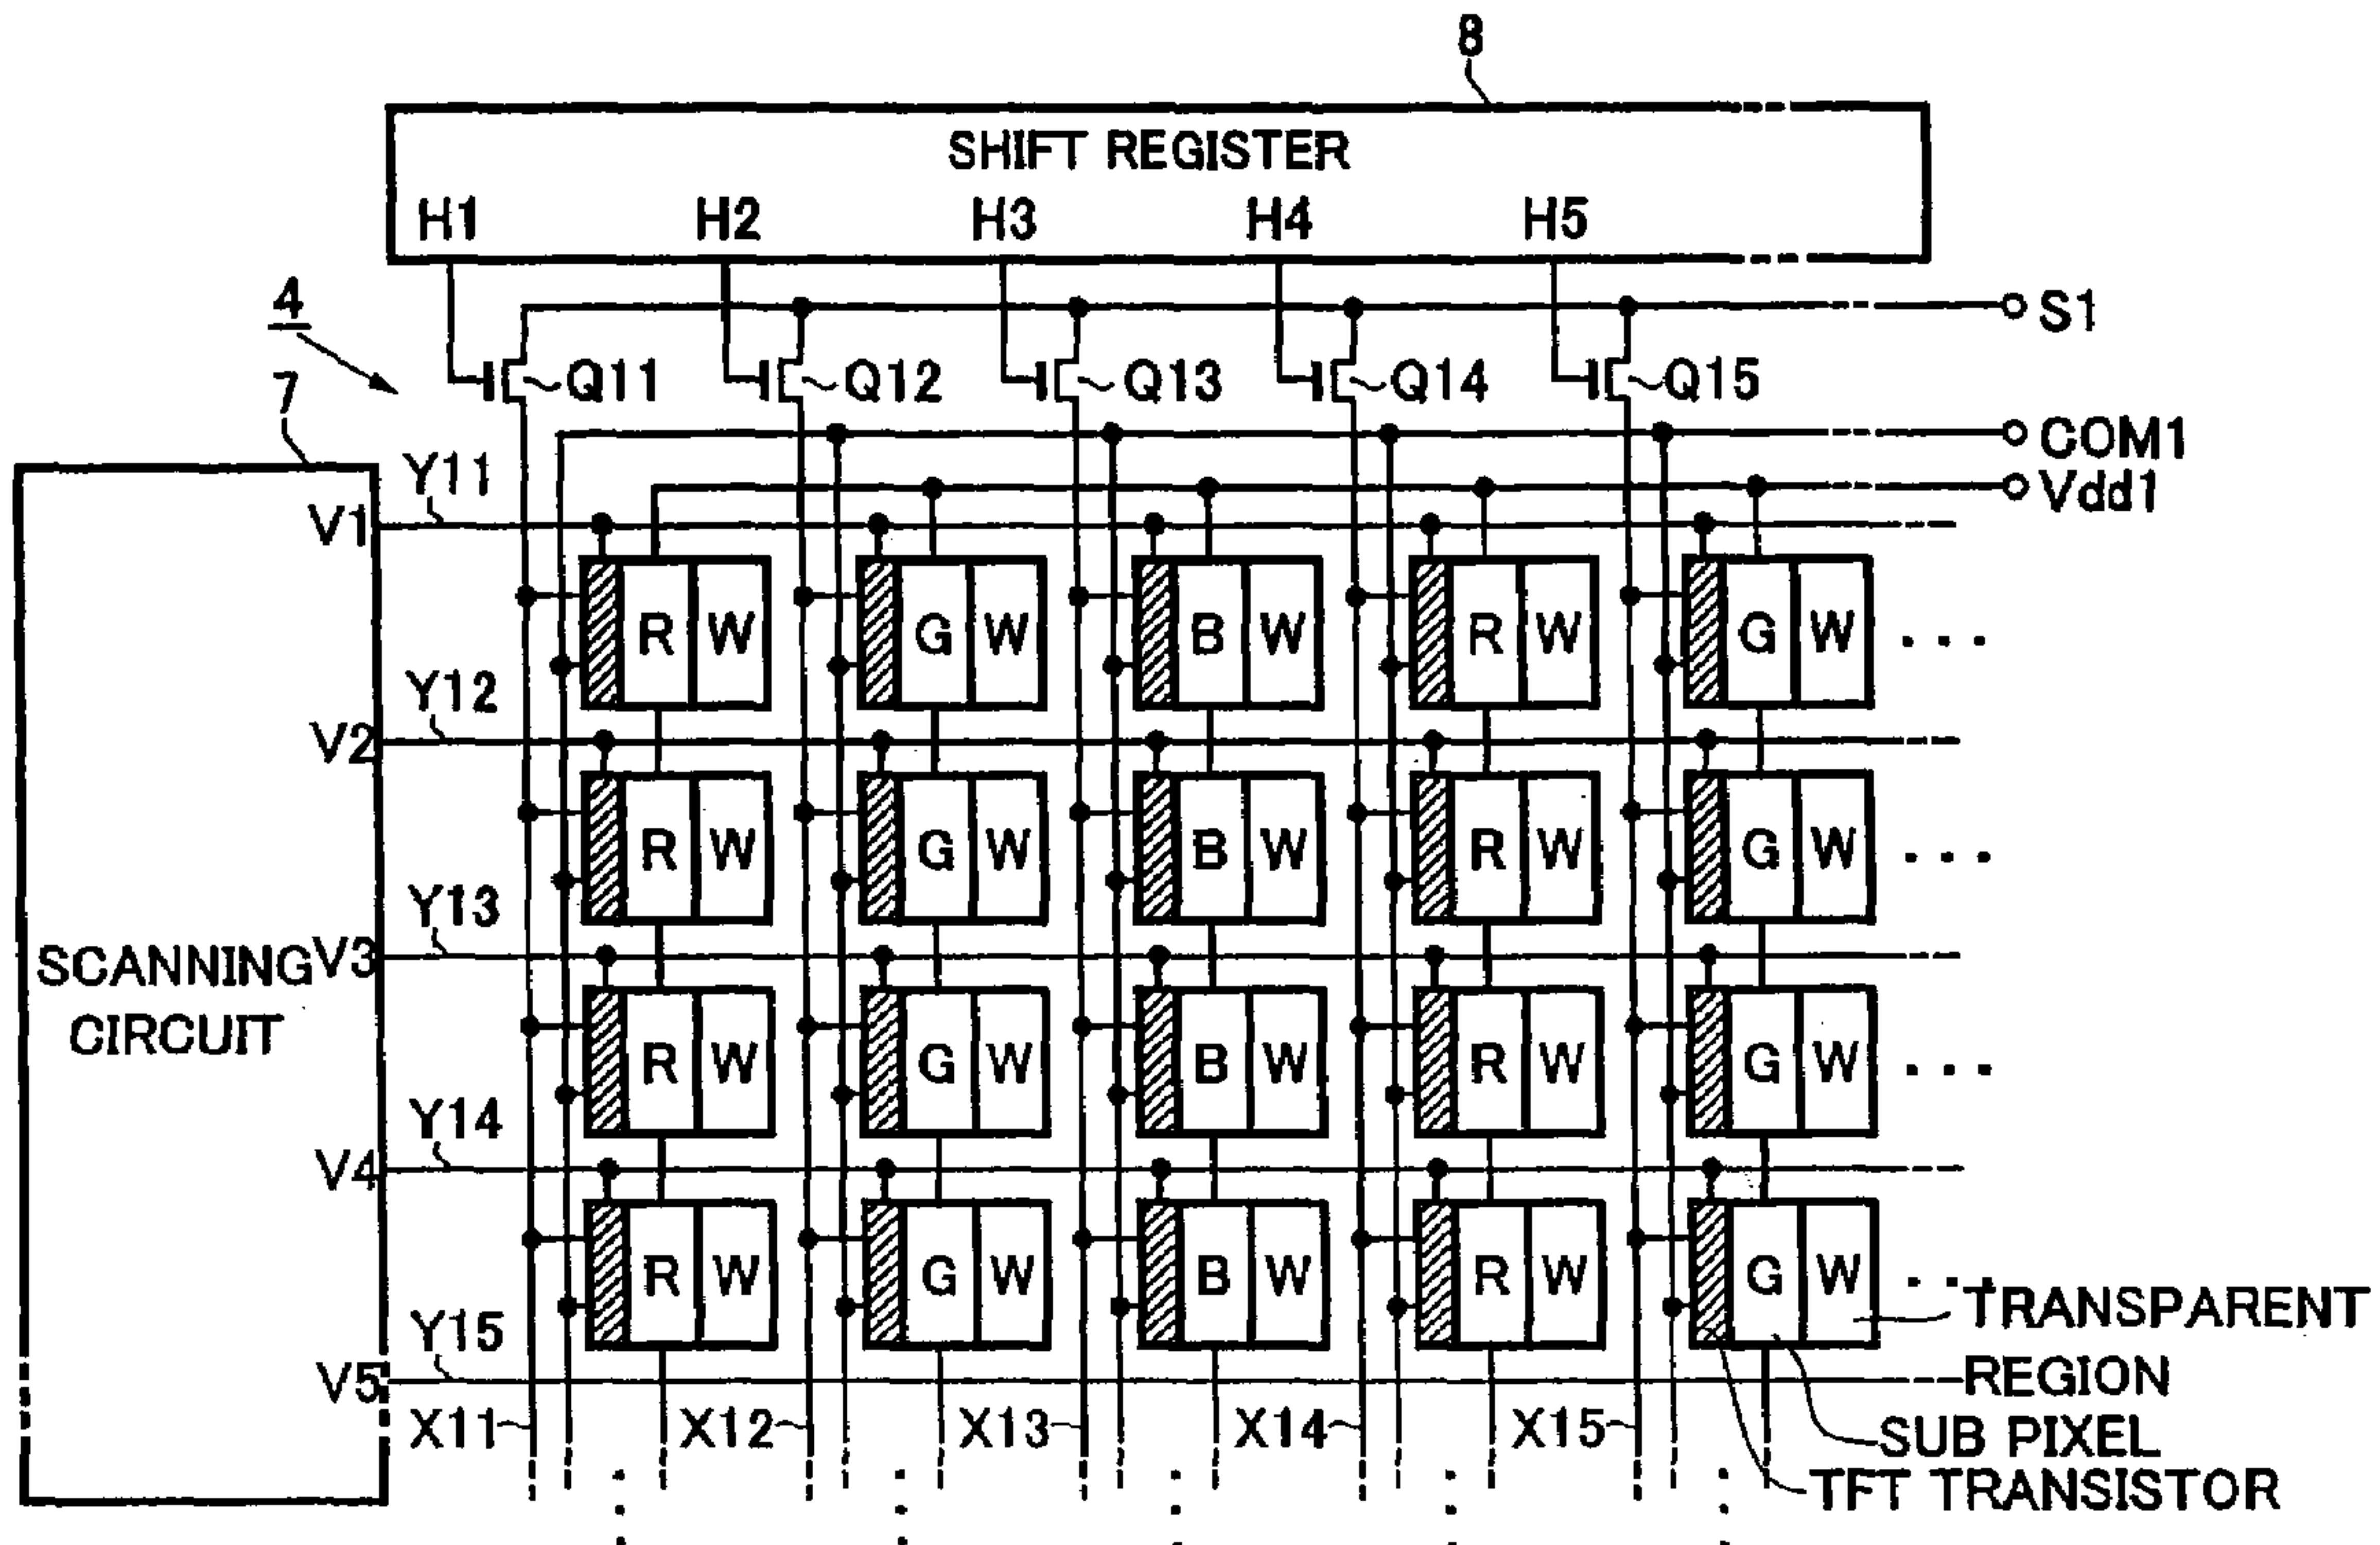 8
SHIFT REGISTER
H1 H2 H3 H4 H5
4
S1
Q11 Q12 Q13 Q14 Q15
7
COM1
Y11
Vdd1
V1
R W G W B W R W G W ...
Y12
V2
R W G W B W R W G W ...
Y13
SCANNING V3
CIRCUIT
R W G W B W R W G W ...
Y14
V4
R W G W B W R W G W ...
TRANSPARENT
REGION
Y15
V5
X11 X12 X13 X14 X15
SUB PIXEL
TFT TRANSISTOR